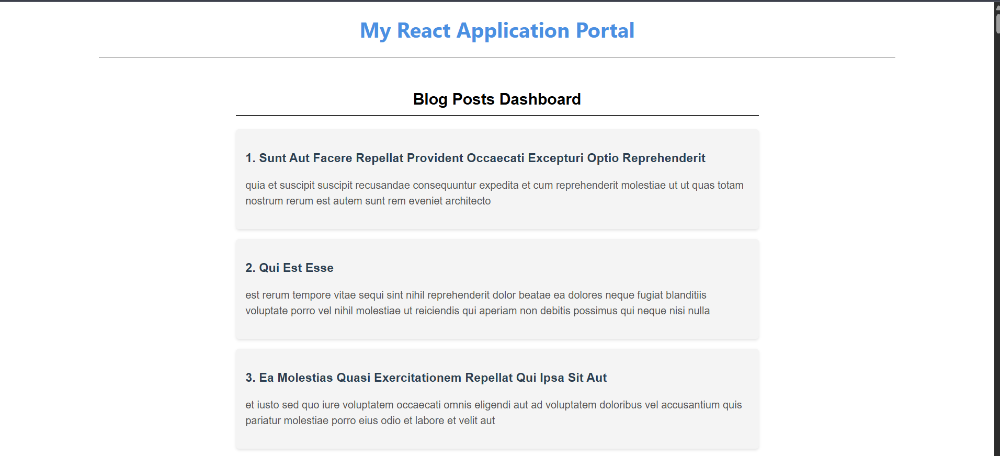 My React Application Portal
Blog Posts Dashboard
1. Sunt Aut Facere Repellat Provident Occaecati Excepturi Optio Reprehenderit
quia et suscipit suscipit recusandae consequuntur expedita et cum reprehenderit molestiae ut ut quas totam
nostrum rerum est autem sunt rem eveniet architecto
2. Qui Est Esse
est rerum tempore vitae sequi sint nihil reprehenderit dolor beatae ea dolores neque fugiat blanditiis
voluptate porro vel nihil molestiae ut reiciendis qui aperiam non debitis possimus qui neque nisi nulla
3. Ea Molestias Quasi Exercitationem Repellat Qui Ipsa Sit Aut
et iusto sed quo iure voluptatem occaecati omnis eligendi aut ad voluptatem doloribus vel accusantium quis
pariatur molestiae porro eius odio et labore et velit aut